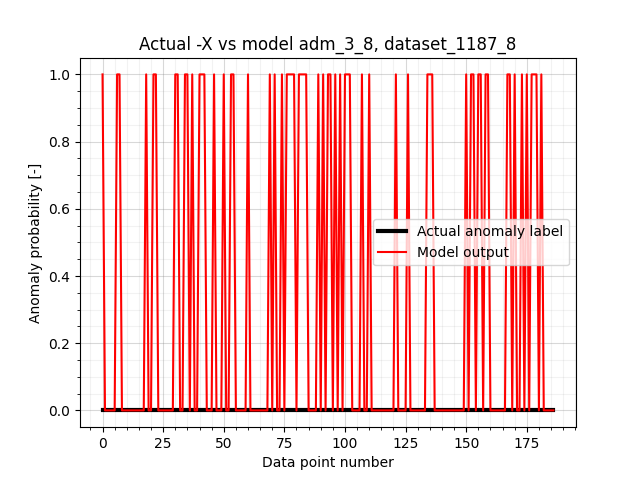 Actual -X vs model adm_3_8, dataset_1187_8
Anomaly probability [-]
1.0
0.8
0.6
0.4
0.2
0.0
Actual anomaly label
Model output
0 25 50 75 100 125 150 175
Data point number